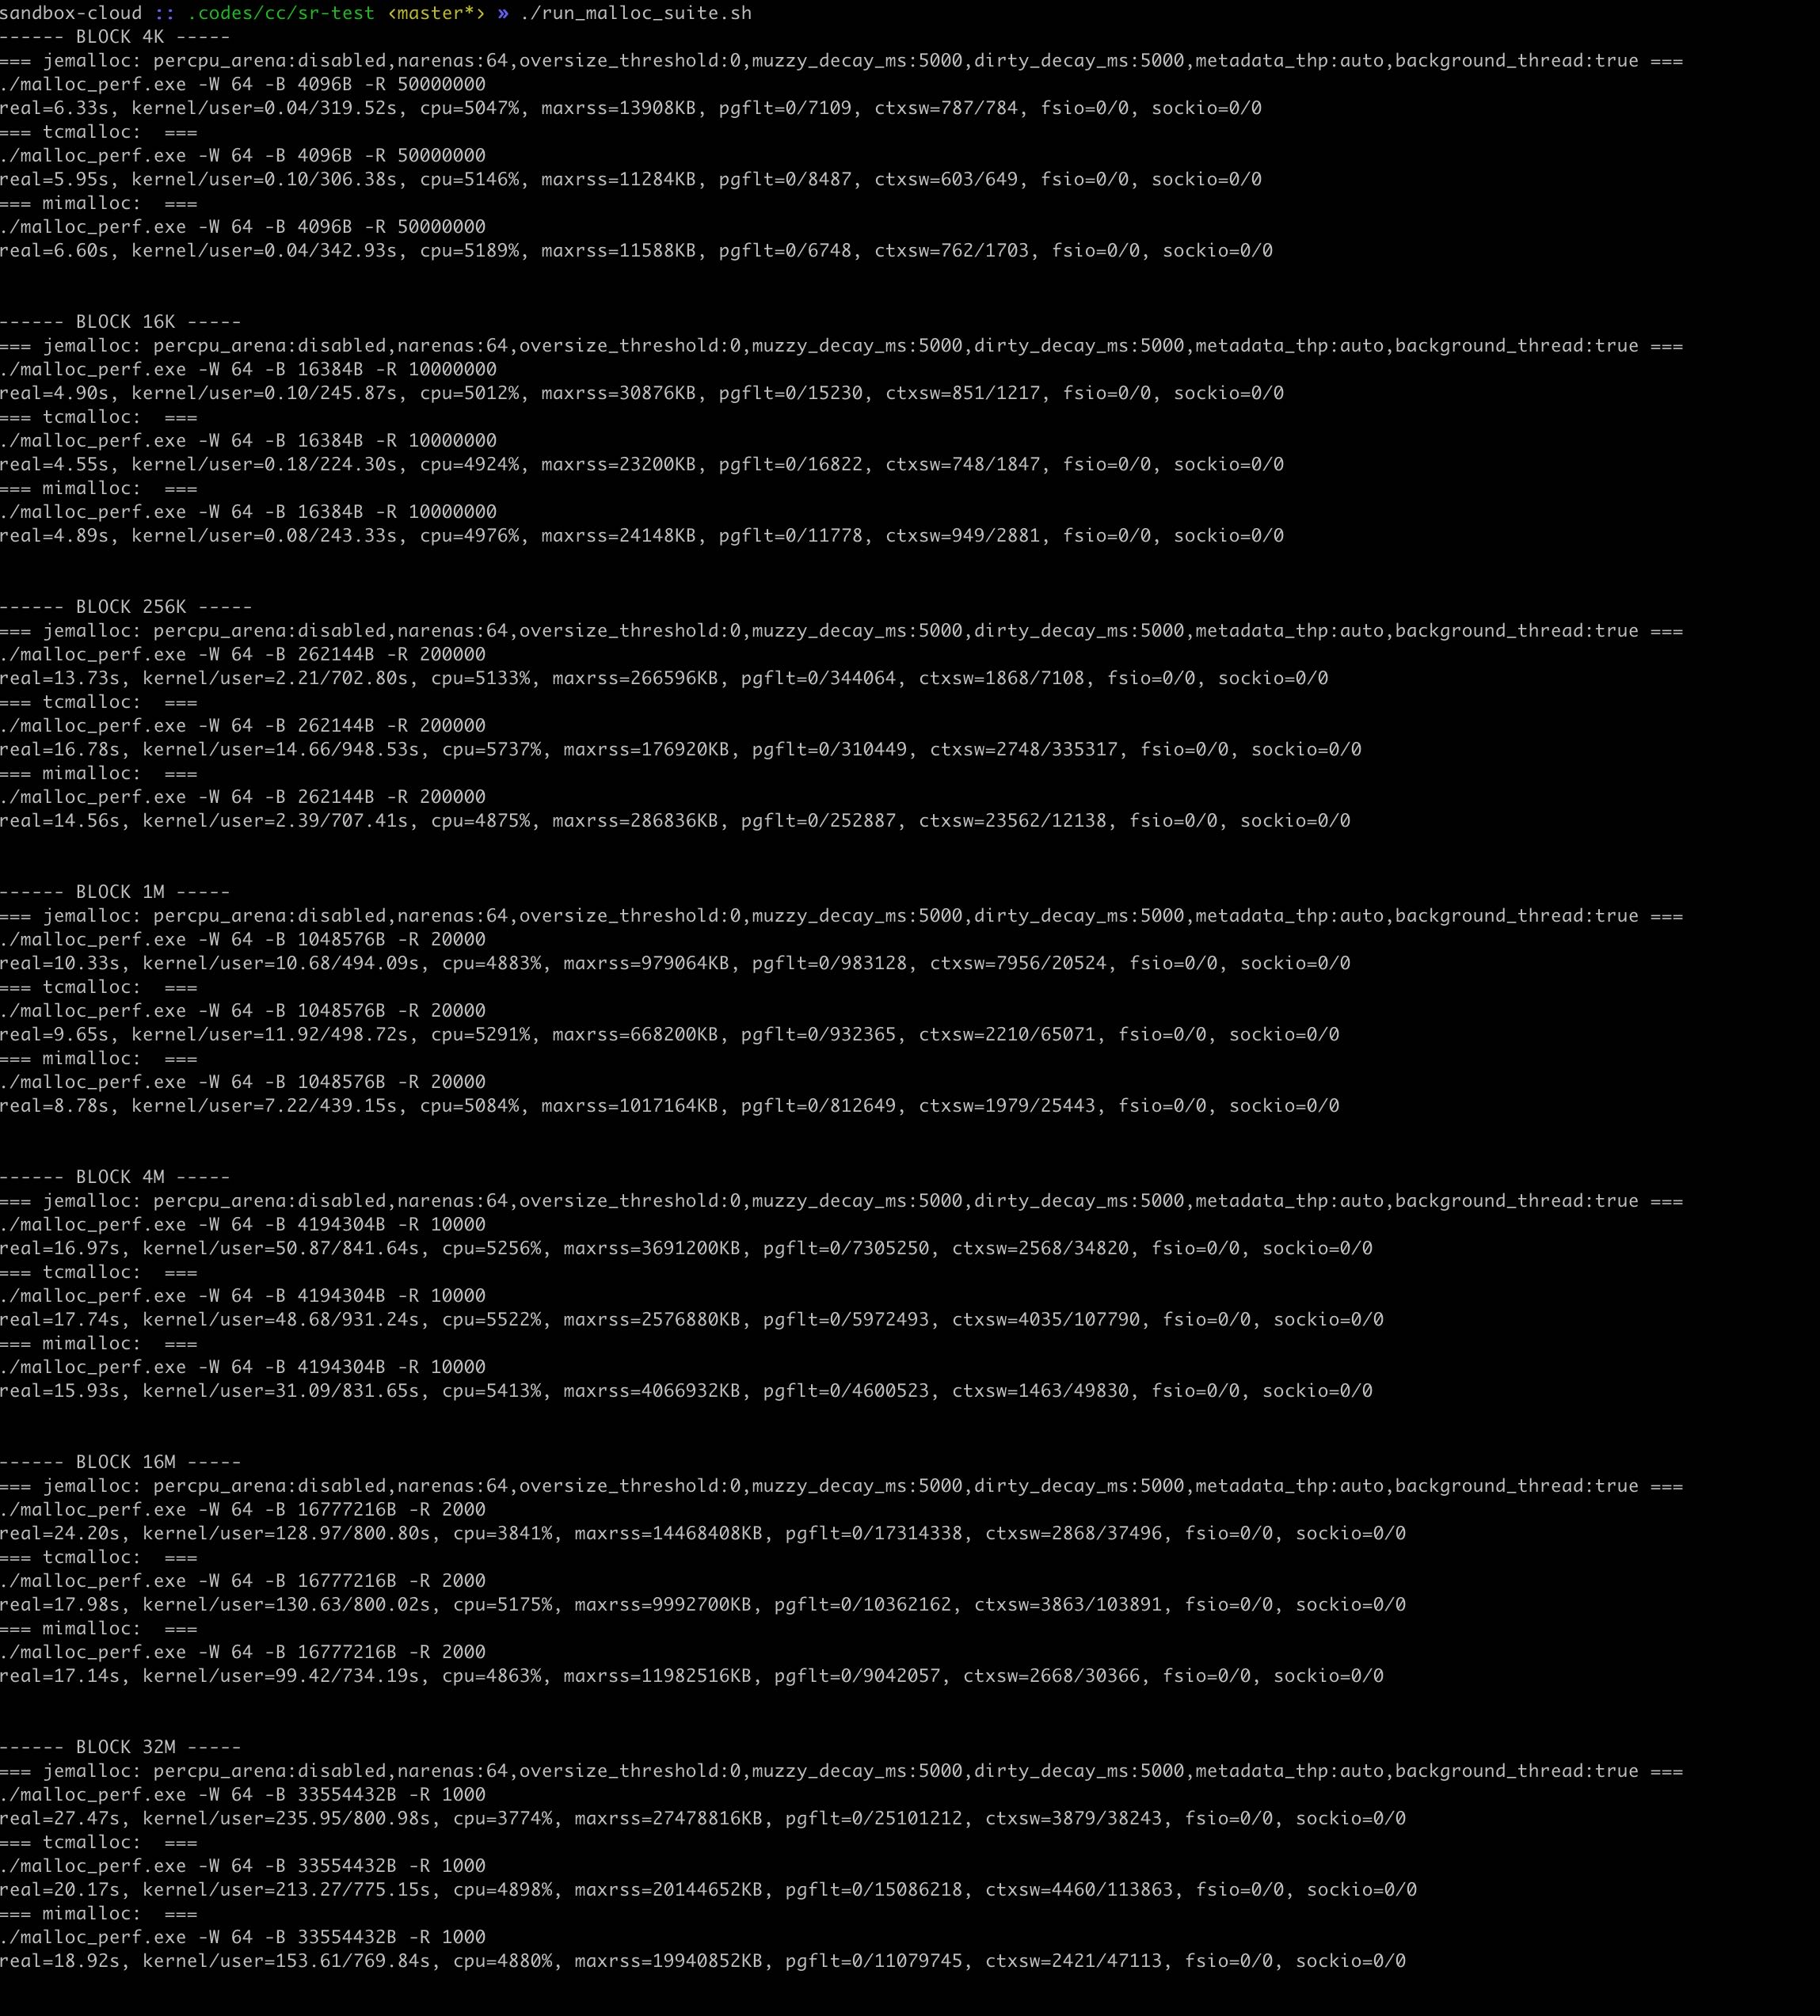 sandbox-cloud :: .codes/cc/sr-test ‹master*› » ./run_malloc_suite.sh
------ BLOCK 4K -----
=== jemalloc: percpu_arena:disabled,narenas:64,oversize_threshold:0,muzzy_decay_ms:5000,dirty_decay_ms:5000,metadata_thp:auto,background_thread:true ===
./malloc_perf.exe -W 64 -B 4096B -R 50000000
real=6.33s, kernel/user=0.04/319.52s, cpu=5047%, maxrss=13908KB, pgflt=0/7109, ctxsw=787/784, fsio=0/0, sockio=0/0
=== tcmalloc:  ===
./malloc_perf.exe -W 64 -B 4096B -R 50000000
real=5.95s, kernel/user=0.10/306.38s, cpu=5146%, maxrss=11284KB, pgflt=0/8487, ctxsw=603/649, fsio=0/0, sockio=0/0
=== mimalloc:  ===
./malloc_perf.exe -W 64 -B 4096B -R 50000000
real=6.60s, kernel/user=0.04/342.93s, cpu=5189%, maxrss=11588KB, pgflt=0/6748, ctxsw=762/1703, fsio=0/0, sockio=0/0
------ BLOCK 16K -----
=== jemalloc: percpu_arena:disabled,narenas:64,oversize_threshold:0,muzzy_decay_ms:5000,dirty_decay_ms:5000,metadata_thp:auto,background_thread:true ===
./malloc_perf.exe -W 64 -B 16384B -R 10000000
real=4.90s, kernel/user=0.10/245.87s, cpu=5012%, maxrss=30876KB, pgflt=0/15230, ctxsw=851/1217, fsio=0/0, sockio=0/0
=== tcmalloc:  ===
./malloc_perf.exe -W 64 -B 16384B -R 10000000
real=4.55s, kernel/user=0.18/224.30s, cpu=4924%, maxrss=23200KB, pgflt=0/16822, ctxsw=748/1847, fsio=0/0, sockio=0/0
=== mimalloc:  ===
./malloc_perf.exe -W 64 -B 16384B -R 10000000
real=4.89s, kernel/user=0.08/243.33s, cpu=4976%, maxrss=24148KB, pgflt=0/11778, ctxsw=949/2881, fsio=0/0, sockio=0/0
------ BLOCK 256K -----
=== jemalloc: percpu_arena:disabled,narenas:64,oversize_threshold:0,muzzy_decay_ms:5000,dirty_decay_ms:5000,metadata_thp:auto,background_thread:true ===
./malloc_perf.exe -W 64 -B 262144B -R 200000
real=13.73s, kernel/user=2.21/702.80s, cpu=5133%, maxrss=266596KB, pgflt=0/344064, ctxsw=1868/7108, fsio=0/0, sockio=0/0
=== tcmalloc:  ===
./malloc_perf.exe -W 64 -B 262144B -R 200000
real=16.78s, kernel/user=14.66/948.53s, cpu=5737%, maxrss=176920KB, pgflt=0/310449, ctxsw=2748/335317, fsio=0/0, sockio=0/0
=== mimalloc:  ===
./malloc_perf.exe -W 64 -B 262144B -R 200000
real=14.56s, kernel/user=2.39/707.41s, cpu=4875%, maxrss=286836KB, pgflt=0/252887, ctxsw=23562/12138, fsio=0/0, sockio=0/0
------ BLOCK 1M -----
=== jemalloc: percpu_arena:disabled,narenas:64,oversize_threshold:0,muzzy_decay_ms:5000,dirty_decay_ms:5000,metadata_thp:auto,background_thread:true ===
./malloc_perf.exe -W 64 -B 1048576B -R 20000
real=10.33s, kernel/user=10.68/494.09s, cpu=4883%, maxrss=979064KB, pgflt=0/983128, ctxsw=7956/20524, fsio=0/0, sockio=0/0
=== tcmalloc:  ===
./malloc_perf.exe -W 64 -B 1048576B -R 20000
real=9.65s, kernel/user=11.92/498.72s, cpu=5291%, maxrss=668200KB, pgflt=0/932365, ctxsw=2210/65071, fsio=0/0, sockio=0/0
=== mimalloc:  ===
./malloc_perf.exe -W 64 -B 1048576B -R 20000
real=8.78s, kernel/user=7.22/439.15s, cpu=5084%, maxrss=1017164KB, pgflt=0/812649, ctxsw=1979/25443, fsio=0/0, sockio=0/0
------ BLOCK 4M -----
=== jemalloc: percpu_arena:disabled,narenas:64,oversize_threshold:0,muzzy_decay_ms:5000,dirty_decay_ms:5000,metadata_thp:auto,background_thread:true ===
./malloc_perf.exe -W 64 -B 4194304B -R 10000
real=16.97s, kernel/user=50.87/841.64s, cpu=5256%, maxrss=3691200KB, pgflt=0/7305250, ctxsw=2568/34820, fsio=0/0, sockio=0/0
=== tcmalloc:  ===
./malloc_perf.exe -W 64 -B 4194304B -R 10000
real=17.74s, kernel/user=48.68/931.24s, cpu=5522%, maxrss=2576880KB, pgflt=0/5972493, ctxsw=4035/107790, fsio=0/0, sockio=0/0
=== mimalloc:  ===
./malloc_perf.exe -W 64 -B 4194304B -R 10000
real=15.93s, kernel/user=31.09/831.65s, cpu=5413%, maxrss=4066932KB, pgflt=0/4600523, ctxsw=1463/49830, fsio=0/0, sockio=0/0
------ BLOCK 16M -----
=== jemalloc: percpu_arena:disabled,narenas:64,oversize_threshold:0,muzzy_decay_ms:5000,dirty_decay_ms:5000,metadata_thp:auto,background_thread:true ===
./malloc_perf.exe -W 64 -B 16777216B -R 2000
real=24.20s, kernel/user=128.97/800.80s, cpu=3841%, maxrss=14468408KB, pgflt=0/17314338, ctxsw=2868/37496, fsio=0/0, sockio=0/0
=== tcmalloc:  ===
./malloc_perf.exe -W 64 -B 16777216B -R 2000
real=17.98s, kernel/user=130.63/800.02s, cpu=5175%, maxrss=9992700KB, pgflt=0/10362162, ctxsw=3863/103891, fsio=0/0, sockio=0/0
=== mimalloc:  ===
./malloc_perf.exe -W 64 -B 16777216B -R 2000
real=17.14s, kernel/user=99.42/734.19s, cpu=4863%, maxrss=11982516KB, pgflt=0/9042057, ctxsw=2668/30366, fsio=0/0, sockio=0/0
------ BLOCK 32M -----
=== jemalloc: percpu_arena:disabled,narenas:64,oversize_threshold:0,muzzy_decay_ms:5000,dirty_decay_ms:5000,metadata_thp:auto,background_thread:true ===
./malloc_perf.exe -W 64 -B 33554432B -R 1000
real=27.47s, kernel/user=235.95/800.98s, cpu=3774%, maxrss=27478816KB, pgflt=0/25101212, ctxsw=3879/38243, fsio=0/0, sockio=0/0
=== tcmalloc:  ===
./malloc_perf.exe -W 64 -B 33554432B -R 1000
real=20.17s, kernel/user=213.27/775.15s, cpu=4898%, maxrss=20144652KB, pgflt=0/15086218, ctxsw=4460/113863, fsio=0/0, sockio=0/0
=== mimalloc:  ===
./malloc_perf.exe -W 64 -B 33554432B -R 1000
real=18.92s, kernel/user=153.61/769.84s, cpu=4880%, maxrss=19940852KB, pgflt=0/11079745, ctxsw=2421/47113, fsio=0/0, sockio=0/0